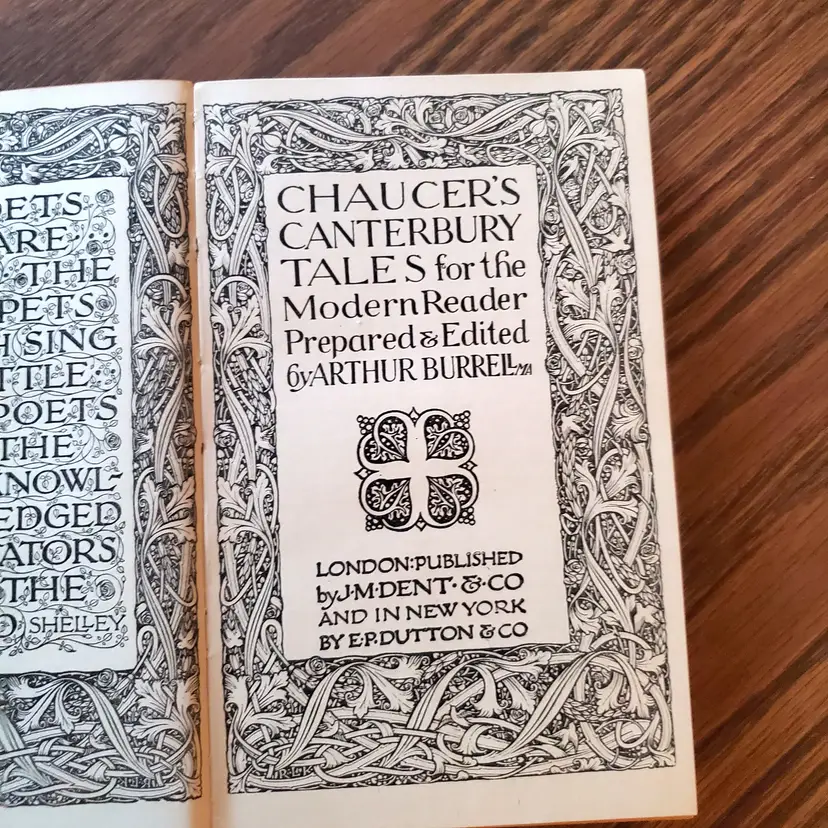 OETS
ARE··
THE
PETS
H SING
TTLE·
POETS
THE
KNOWL-
EDGED
ATORS
THE
SHELLEY
CHAUCER'S
CANTERBURY
TALES for the
Modern Reader
Prepared & Edited
by ARTHUR BURRELL MA
LONDON:PUBLISHED
by J·M·DENT·&·CO
AND IN NEW YORK
BY E·P·DUTTON & CO